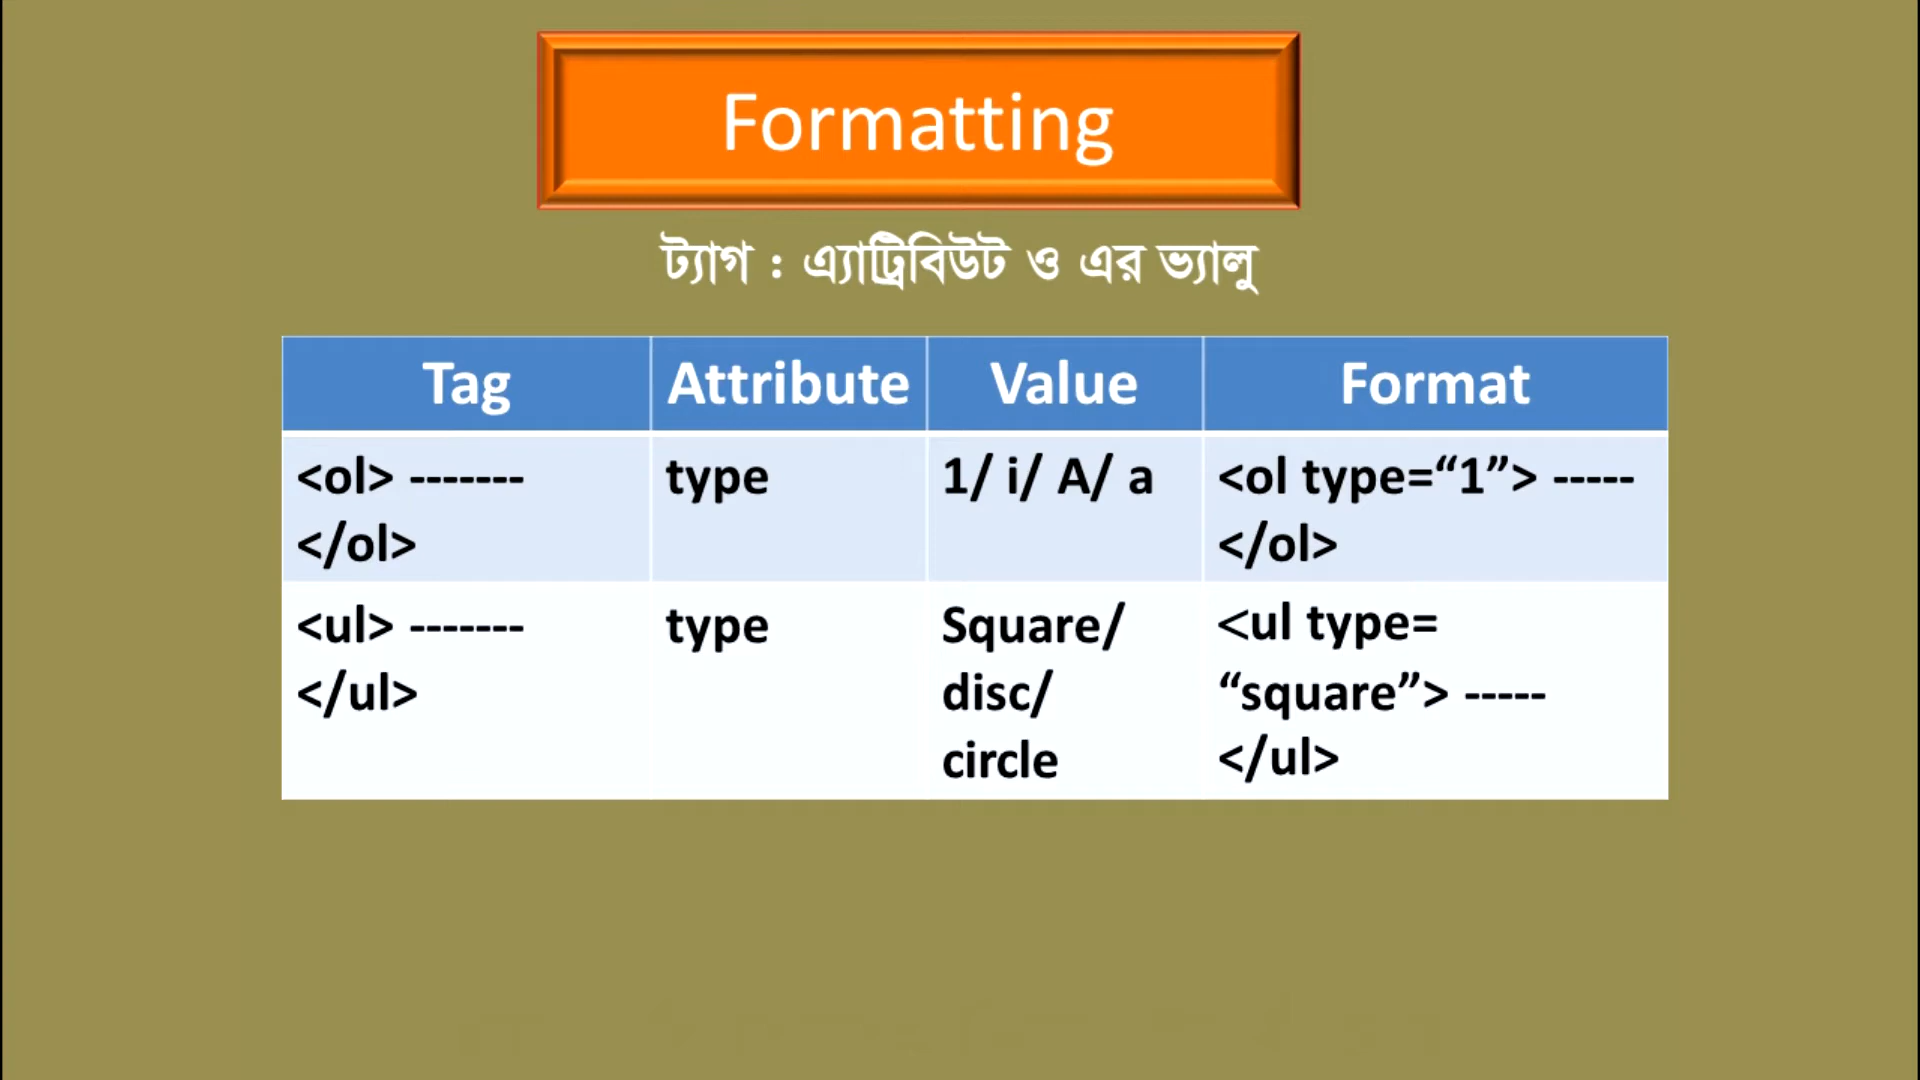 Formatting
ট্যাগ : এ্যাট্রিবিউট ও এর ভ্যালু
Tag Attribute Value Format
<ol> ------- type 1/ i/ A/ a <ol type=“1”> -----
</ol> </ol>
<ul> ------- type Square/ <ul type=
</ul> disc/ “square”> -----
circle </ul>